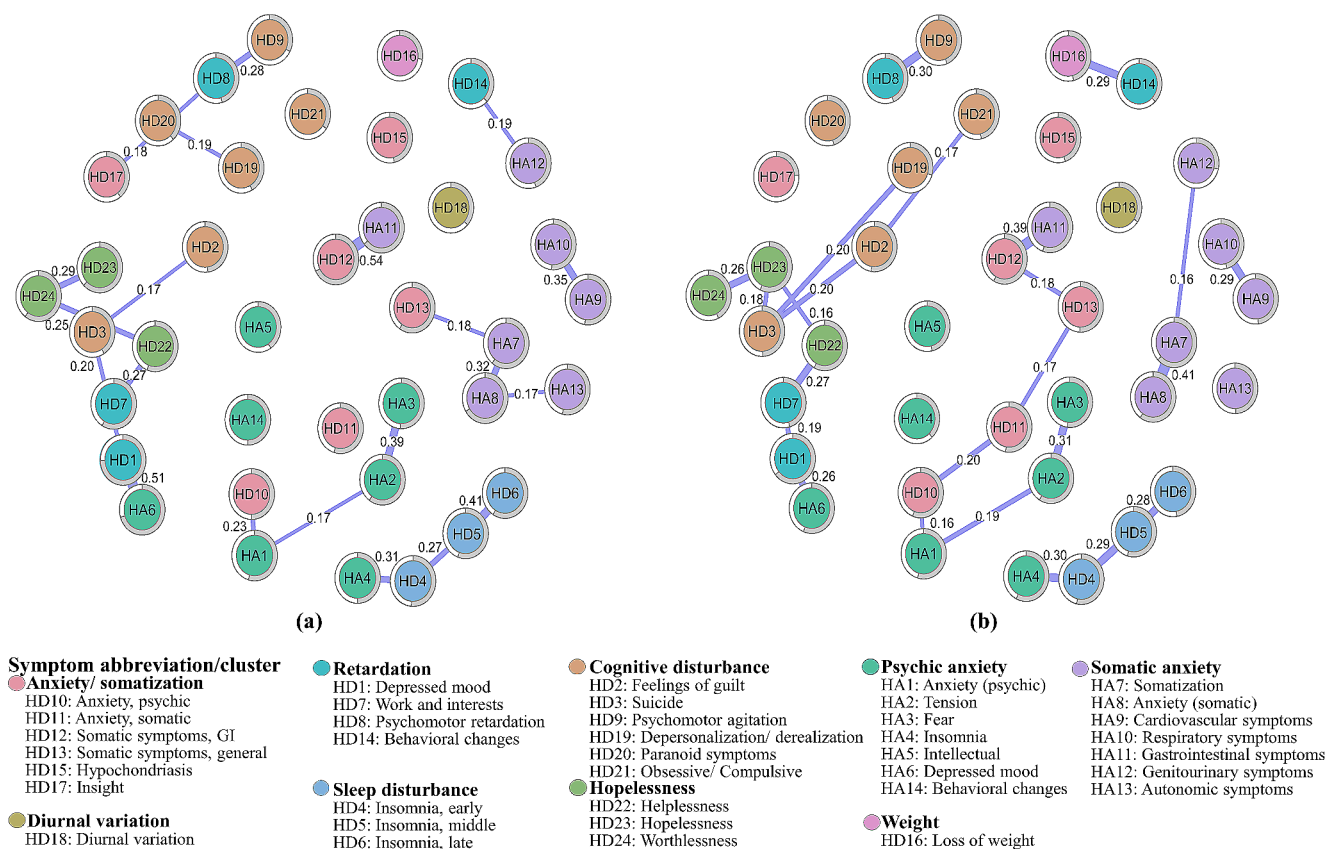 HD9
HD16
HD8
0.28
HD14
HD20
HD21
HD15
0.19
0.18
0.19
HD17
HD19
HA12
HD18
HA11
HD2
HD12
0.54
HA10
0.35
HA9
HD23
0.29
HD24
0.17
0.25
HD3
HD22
HA5
HD13
0.18
HA7
0.20
0.27
0.32
HD7
HA8
0.17
HA13
HA3
HA14
HD11
0.39
HD1
0.51
HA6
HA2
HD10
0.23
0.17
HA1
0.41
HD6
HD5
0.31
0.27
HA4
HD4
(a)
HD9
HD8
0.30
HD16
0.29
HD14
HD20
HD21
HD15
0.17
HD17
HD19
HA12
HD18
HA11
0.39
HD12
0.20
HD2
HA10
0.29
HA9
HD23
0.26
HD24
0.18
0.20
0.16
0.18
HD13
0.16
HD3
HD22
HA5
HA7
0.27
0.17
0.41
HD7
HA8
HA13
HA3
HA14
HD11
0.19
0.31
HD1
0.26
HA6
0.20
HA2
HD10
0.16
0.19
HA1
0.28
HD6
HD5
0.30
0.29
HA4
HD4
(b)
Symptom abbreviation/cluster
Anxiety/ somatization
HD10: Anxiety, psychic
HD11: Anxiety, somatic
HD12: Somatic symptoms, GI
HD13: Somatic symptoms, general
HD15: Hypochondriasis
HD17: Insight
Diurnal variation
HD18: Diurnal variation
Retardation
HD1: Depressed mood
HD7: Work and interests
HD8: Psychomotor retardation
HD14: Behavioral changes
Sleep disturbance
HD4: Insomnia, early
HD5: Insomnia, middle
HD6: Insomnia, late
Cognitive disturbance
HD2: Feelings of guilt
HD3: Suicide
HD9: Psychomotor agitation
HD19: Depersonalization/ derealization
HD20: Paranoid symptoms
HD21: Obsessive/ Compulsive
Hopelessness
HD22: Helplessness
HD23: Hopelessness
HD24: Worthlessness
Psychic anxiety
HA1: Anxiety (psychic)
HA2: Tension
HA3: Fear
HA4: Insomnia
HA5: Intellectual
HA6: Depressed mood
HA14: Behavioral changes
Weight
HD16: Loss of weight
Somatic anxiety
HA7: Somatization
HA8: Anxiety (somatic)
HA9: Cardiovascular symptoms
HA10: Respiratory symptoms
HA11: Gastrointestinal symptoms
HA12: Genitourinary symptoms
HA13: Autonomic symptoms